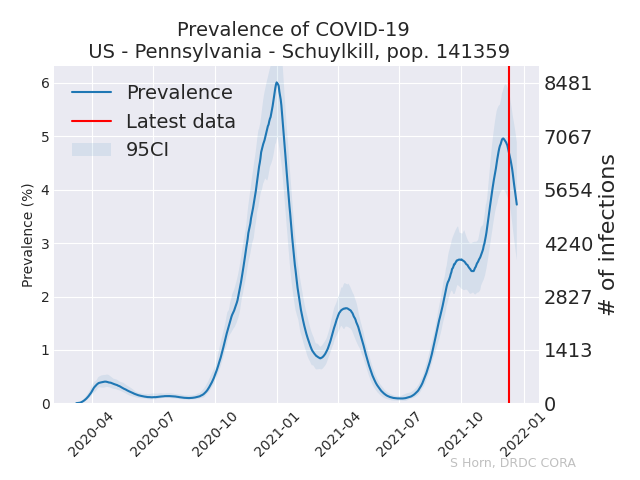 Prevalence of COVID-19
US - Pennsylvania - Schuylkill, pop. 141359
Prevalence
Latest data
95CI
Prevalence (%)
6
5
4
3
2
1
0
8481
7067
5654
4240
2827
1413
0
# of infections
2020-04
2020-07
2020-10
2021-01
2021-04
2021-07
2021-10
2022-01
S Horn, DRDC CORA